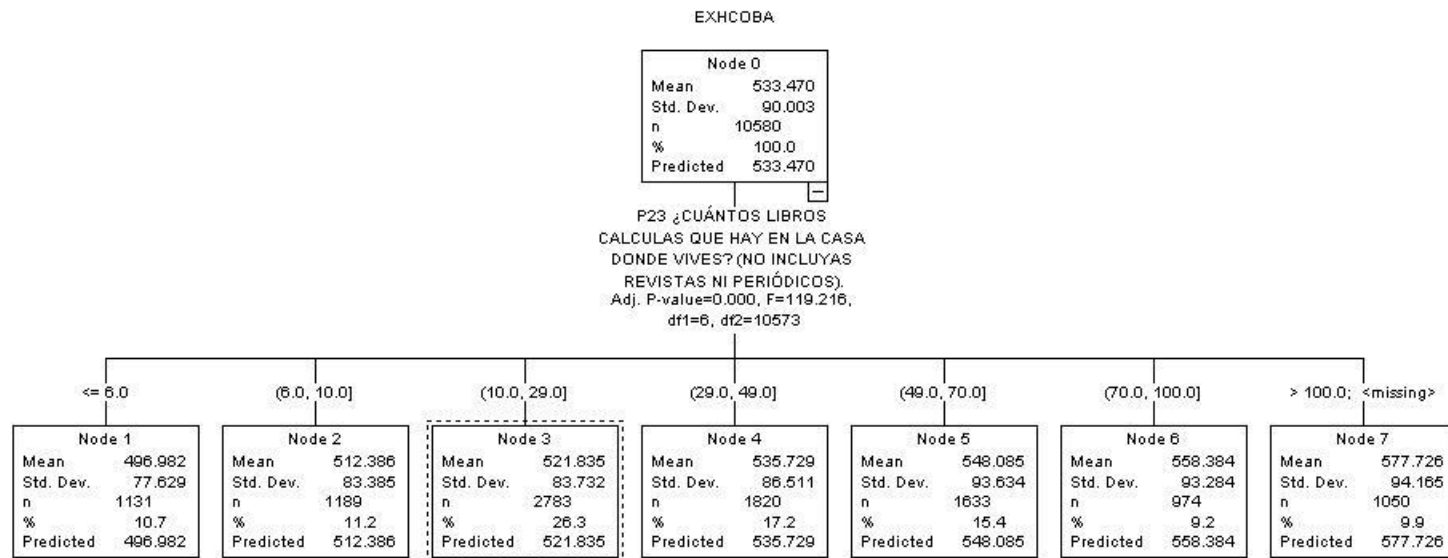 EXHCOBA
Node 0
Mean 533.470
Std. Dev. 90.003
n 10580
% 100.0
Predicted 533.470
P23 ¿CUÁNTOS LIBROS
CALCULAS QUE HAY EN LA CASA
DONDE VIVES? (NO INCLUYAS
REVISTAS NI PERIÓDICOS).
Adj. P-value=0.000, F=119.216,
df1=6, df2=10573
<= 6.0
Node 1
Mean 496.982
Std. Dev. 77.629
n 1131
% 10.7
Predicted 496.982
(6.0, 10.0]
Node 2
Mean 512.386
Std. Dev. 83.385
n 1189
% 11.2
Predicted 512.386
(10.0, 29.0]
Node 3
Mean 521.835
Std. Dev. 83.732
n 2783
% 26.3
Predicted 521.835
(29.0, 49.0]
Node 4
Mean 535.729
Std. Dev. 86.511
n 1820
% 17.2
Predicted 535.729
(49.0, 70.0]
Node 5
Mean 548.085
Std. Dev. 93.634
n 1633
% 15.4
Predicted 548.085
(70.0, 100.0]
Node 6
Mean 558.384
Std. Dev. 93.284
n 974
% 9.2
Predicted 558.384
> 100.0; <missing>
Node 7
Mean 577.726
Std. Dev. 94.165
n 1050
% 9.9
Predicted 577.726